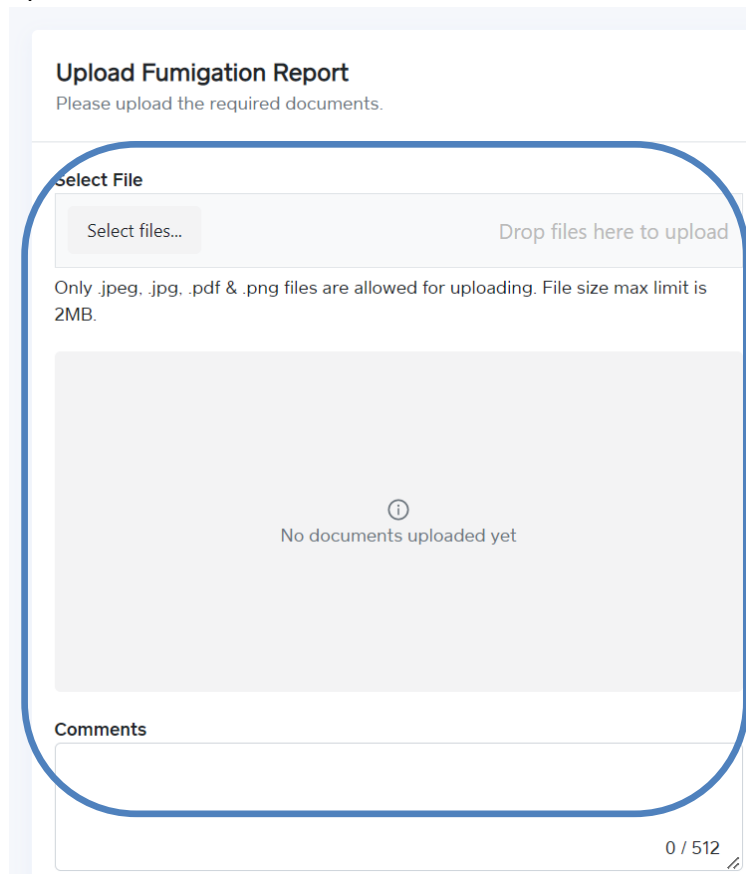 Upload Fumigation Report
Please upload the required documents.
Select File
Select files...
Drop files here to upload
Only .jpeg, .jpg, .pdf & .png files are allowed for uploading. File size max limit is
2MB.
No documents uploaded yet
Comments
0 / 512